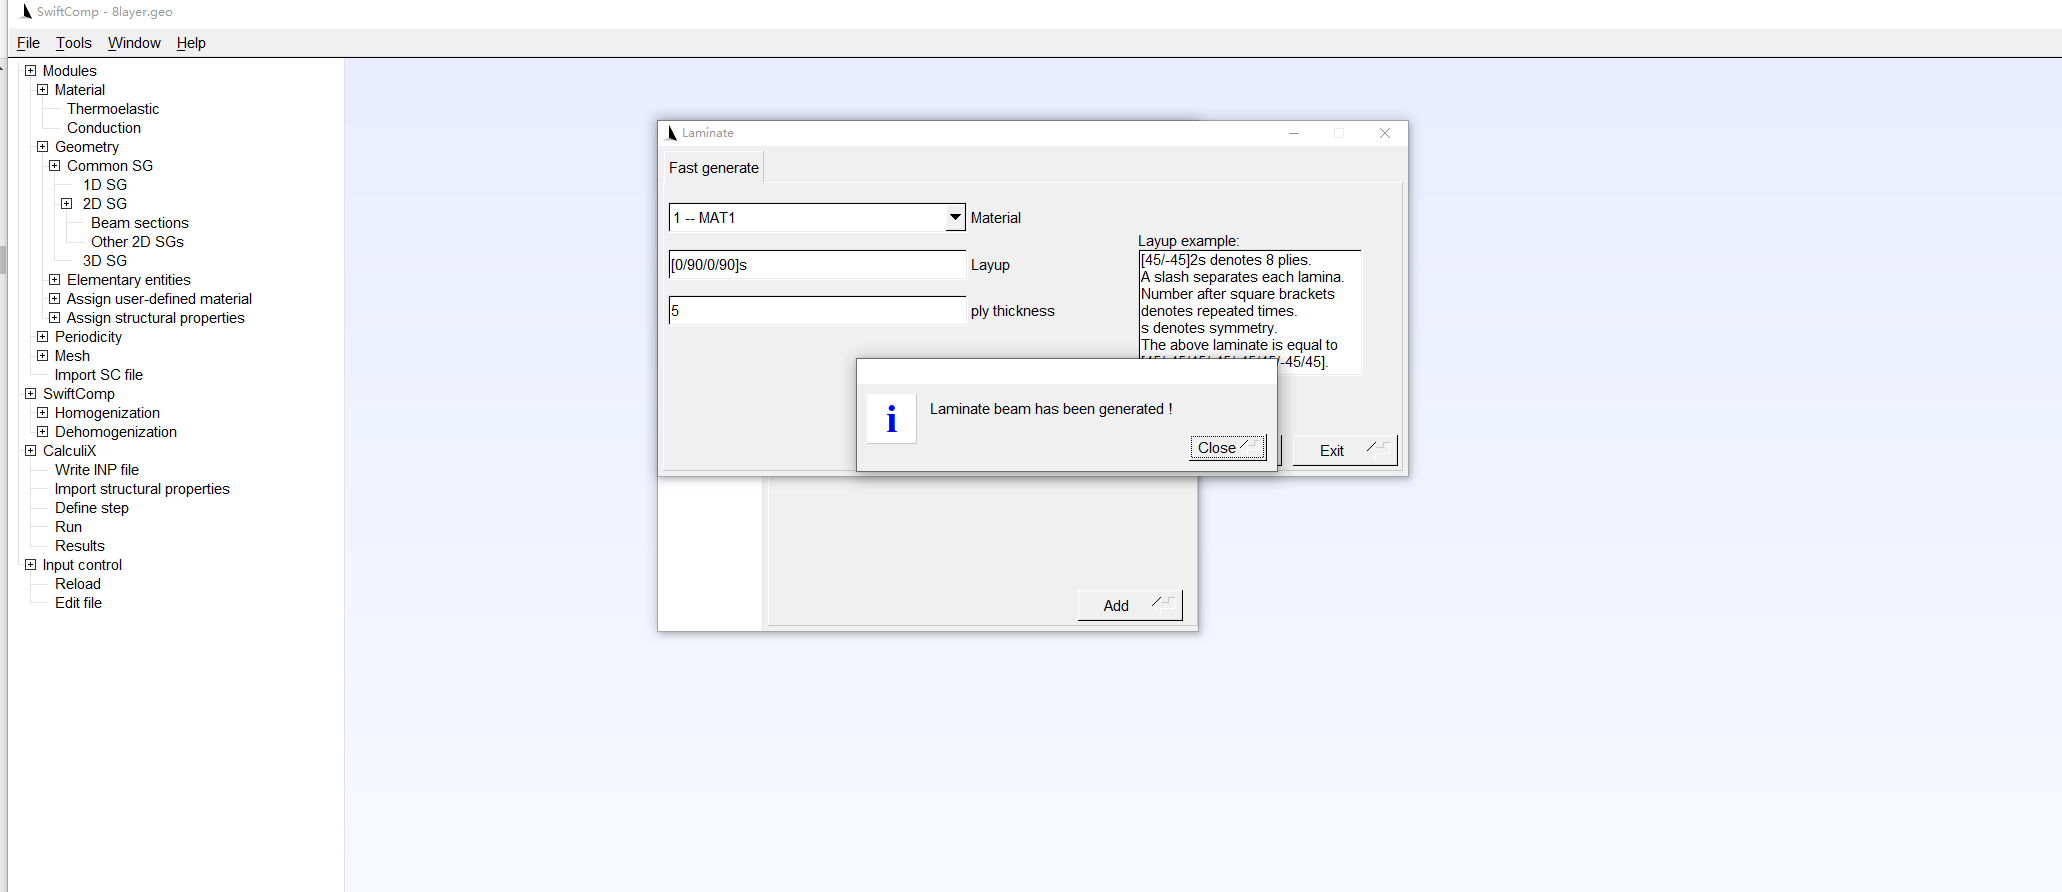 SwiftComp - 8layer.geo
File Tools Window Help
Modules
Material
Thermoelastic
Conduction
Geometry
Common SG
1D SG
2D SG
Beam sections
Other 2D SGs
3D SG
Elementary entities
Assign user-defined material
Assign structural properties
Periodicity
Mesh
Import SC file
SwiftComp
Homogenization
Dehomogenization
CalculiX
Write INP file
Import structural properties
Define step
Run
Results
Input control
Reload
Edit file
Laminate
Fast generate
1 -- MAT1 Material
[0/90/0/90]s Layup
5 ply thickness
Layup example:
[45/-45]2s denotes 8 plies.
A slash separates each lamina.
Number after square brackets
denotes repeated times.
s denotes symmetry.
The above laminate is equal to
/-45/45].
i
Laminate beam has been generated !
Close
Exit
Add